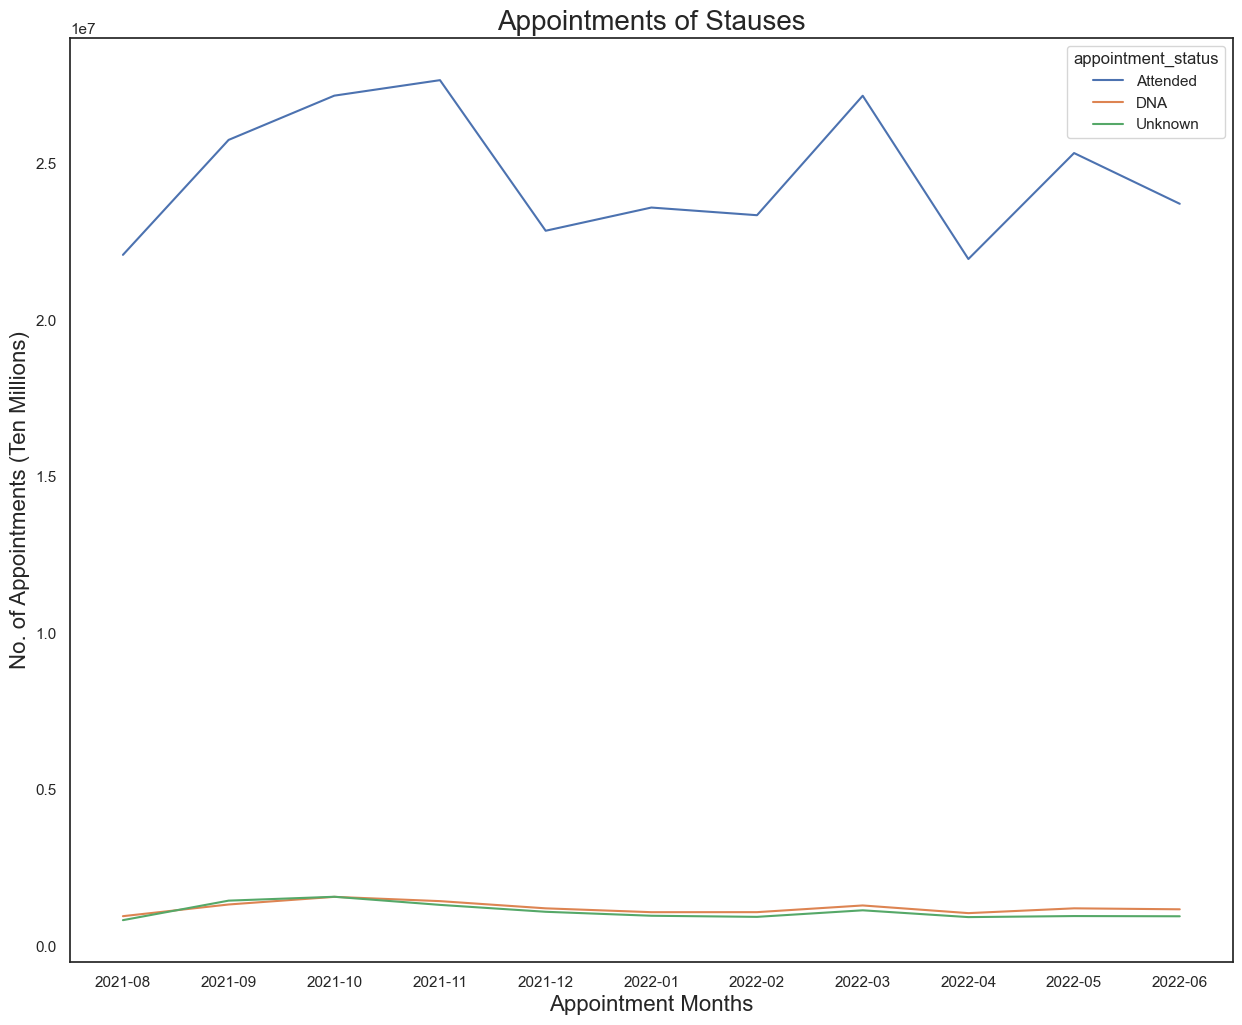 Appointments of Stauses
1e7
appointment_status
Attended
DNA
Unknown
2.5
2.0
1.5
1.0
0.5
0.0
No. of Appointments (Ten Millions)
2021-08 2021-09 2021-10 2021-11 2021-12 2022-01 2022-02 2022-03 2022-04 2022-05 2022-06
Appointment Months